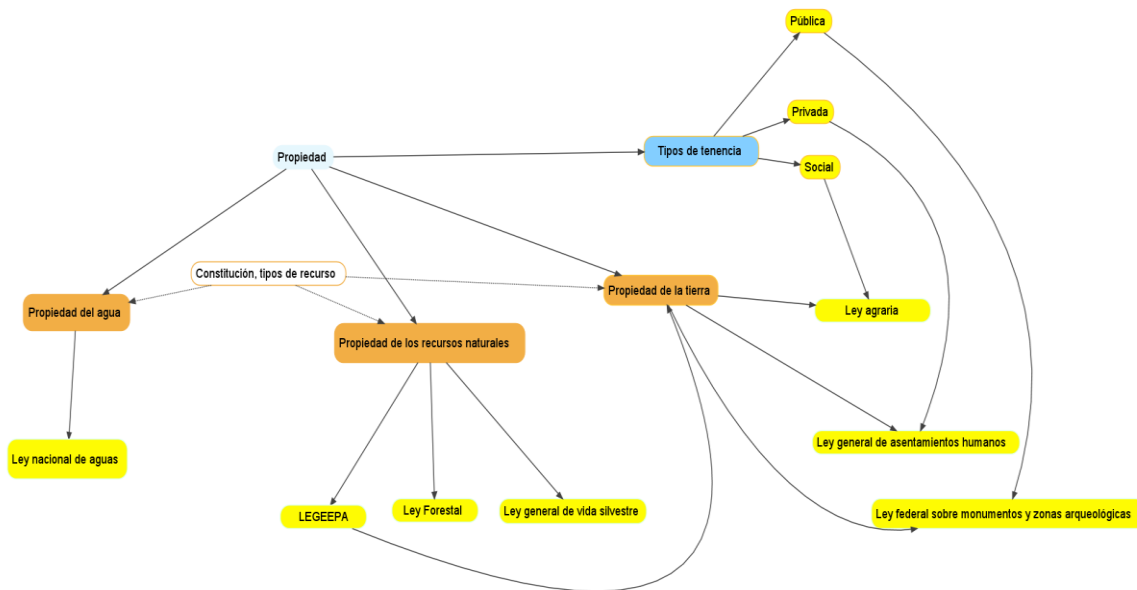 Pública
Privada
Propiedad
Tipos de tenencia
Social
Constitución, tipos de recurso
Propiedad del agua
Propiedad de la tierra
Ley agraria
Propiedad de los recursos naturales
Ley general de asentamientos humanos
Ley nacional de aguas
LEGEEPA
Ley Forestal
Ley general de vida silvestre
Ley federal sobre monumentos y zonas arqueológicas